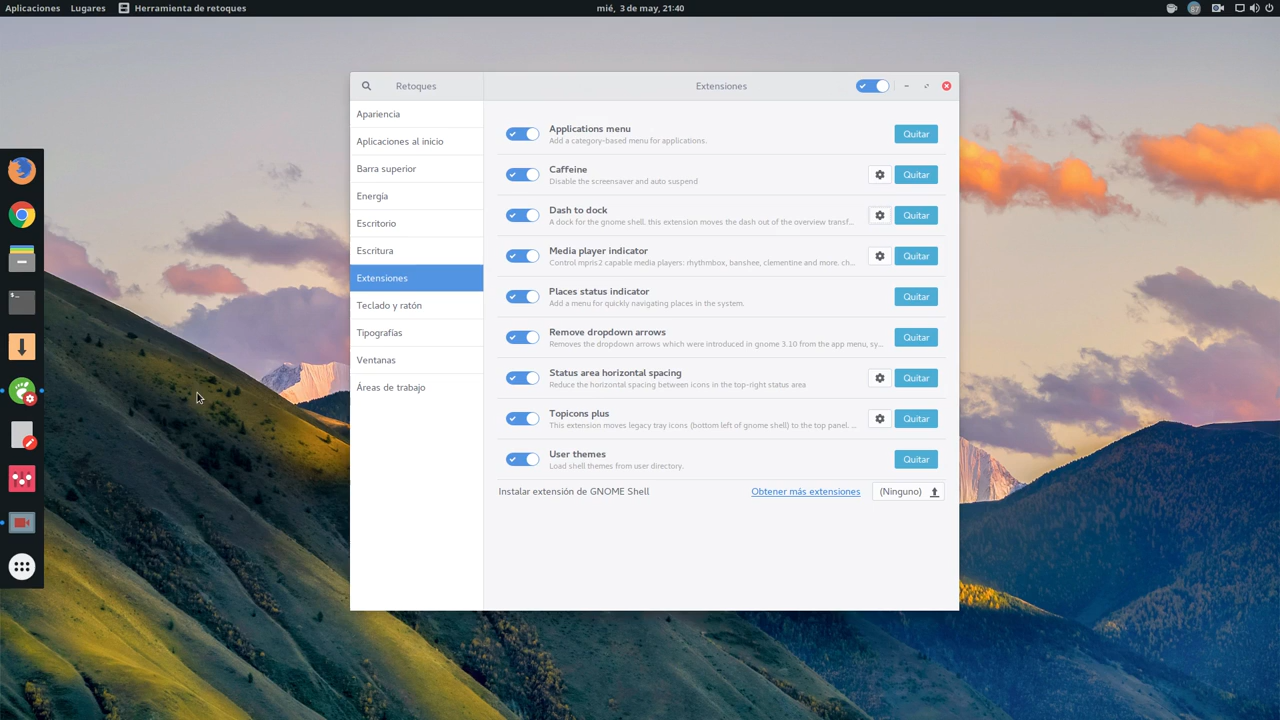 Aplicaciones Lugares Herramienta de retoques mié, 3 de may, 21:40 87
Retoques Extensiones
Apariencia
Aplicaciones al inicio
Barra superior
Energía
Escritorio
Escritura
Extensiones
Teclado y ratón
Tipografías
Ventanas
Áreas de trabajo
Applications menu
Add a category-based menu for applications.
Quitar
Caffeine
Disable the screensaver and auto suspend
Quitar
Dash to dock
A dock for the gnome shell. this extension moves the dash out of the overview transf...
Quitar
Media player indicator
Control mpris2 capable media players: rhythmbox, banshee, clementine and more. ch...
Quitar
Places status indicator
Add a menu for quickly navigating places in the system.
Quitar
Remove dropdown arrows
Removes the dropdown arrows which were introduced in gnome 3.10 from the app menu, sy...
Quitar
Status area horizontal spacing
Reduce the horizontal spacing between icons in the top-right status area
Quitar
Topicons plus
This extension moves legacy tray icons (bottom left of gnome shell) to the top panel. ...
Quitar
User themes
Load shell themes from user directory.
Quitar
Instalar extensión de GNOME Shell Obtener más extensiones (Ninguno)